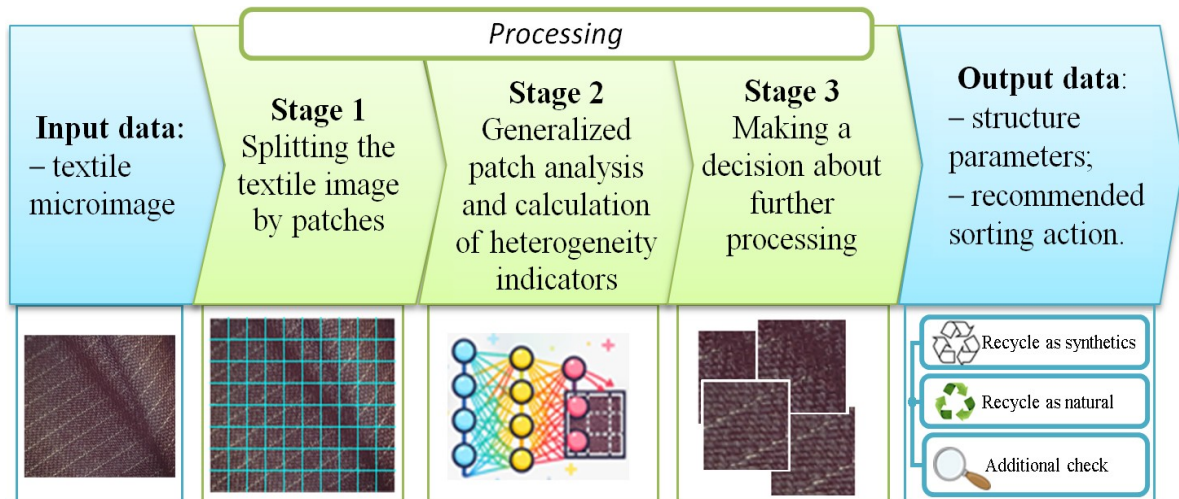 Processing
Input data:
– textile
microimage
Stage 1
Splitting the
textile image
by patches
Stage 2
Generalized
patch analysis
and calculation
of heterogeneity
indicators
Stage 3
Making a
decision about
further
processing
Output data:
– structure
parameters;
– recommended
sorting action.
Recycle as synthetics
Recycle as natural
Additional check